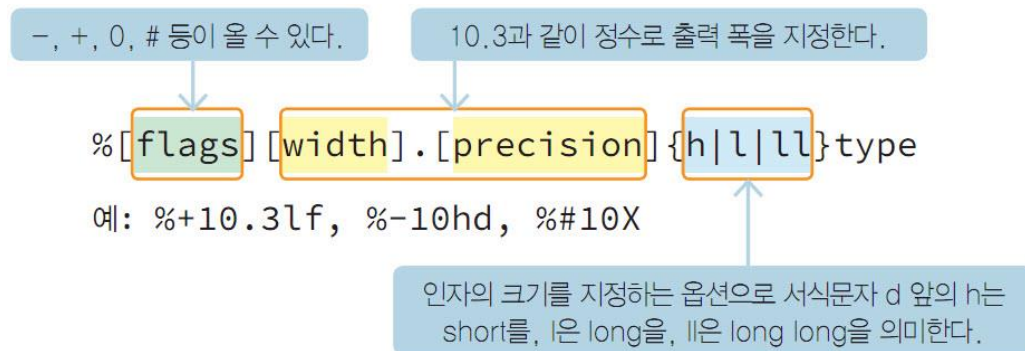 -, +, 0, # 등이 올 수 있다.
10.3과 같이 정수로 출력 폭을 지정한다.
%[flags][width].[precision]{h|l|ll}type
예: %+10.3lf, %-10hd, %#10X
인자의 크기를 지정하는 옵션으로 서식문자 d 앞의 h는
short를, l은 long을, ll은 long long을 의미한다.